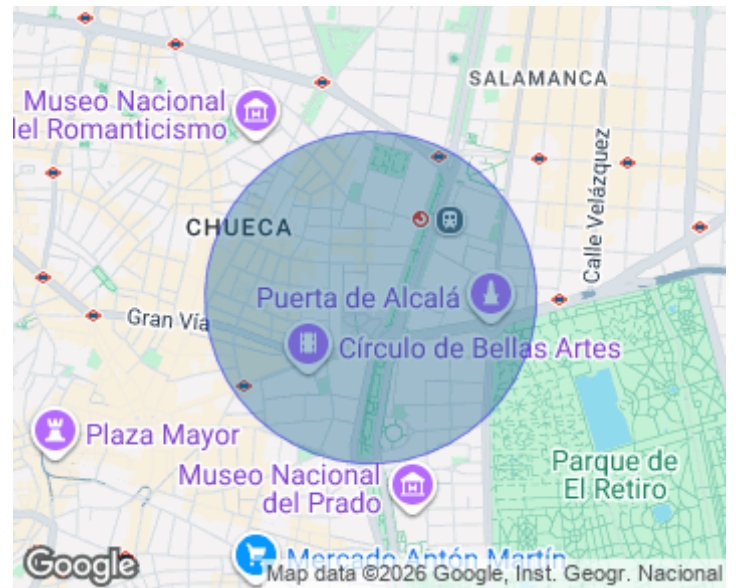 SALAMANCA
Museo Nacional
del Romanticismo
Calle Velázquez
CHUECA
Puerta de Alcalá
Gran Vía
Círculo de Bellas Artes
Plaza Mayor
Museo Nacional
del Prado
Parque de
El Retiro
Mercado Antón Martín
Google
Map data ©2026 Google, Inst. Geogr. Nacional